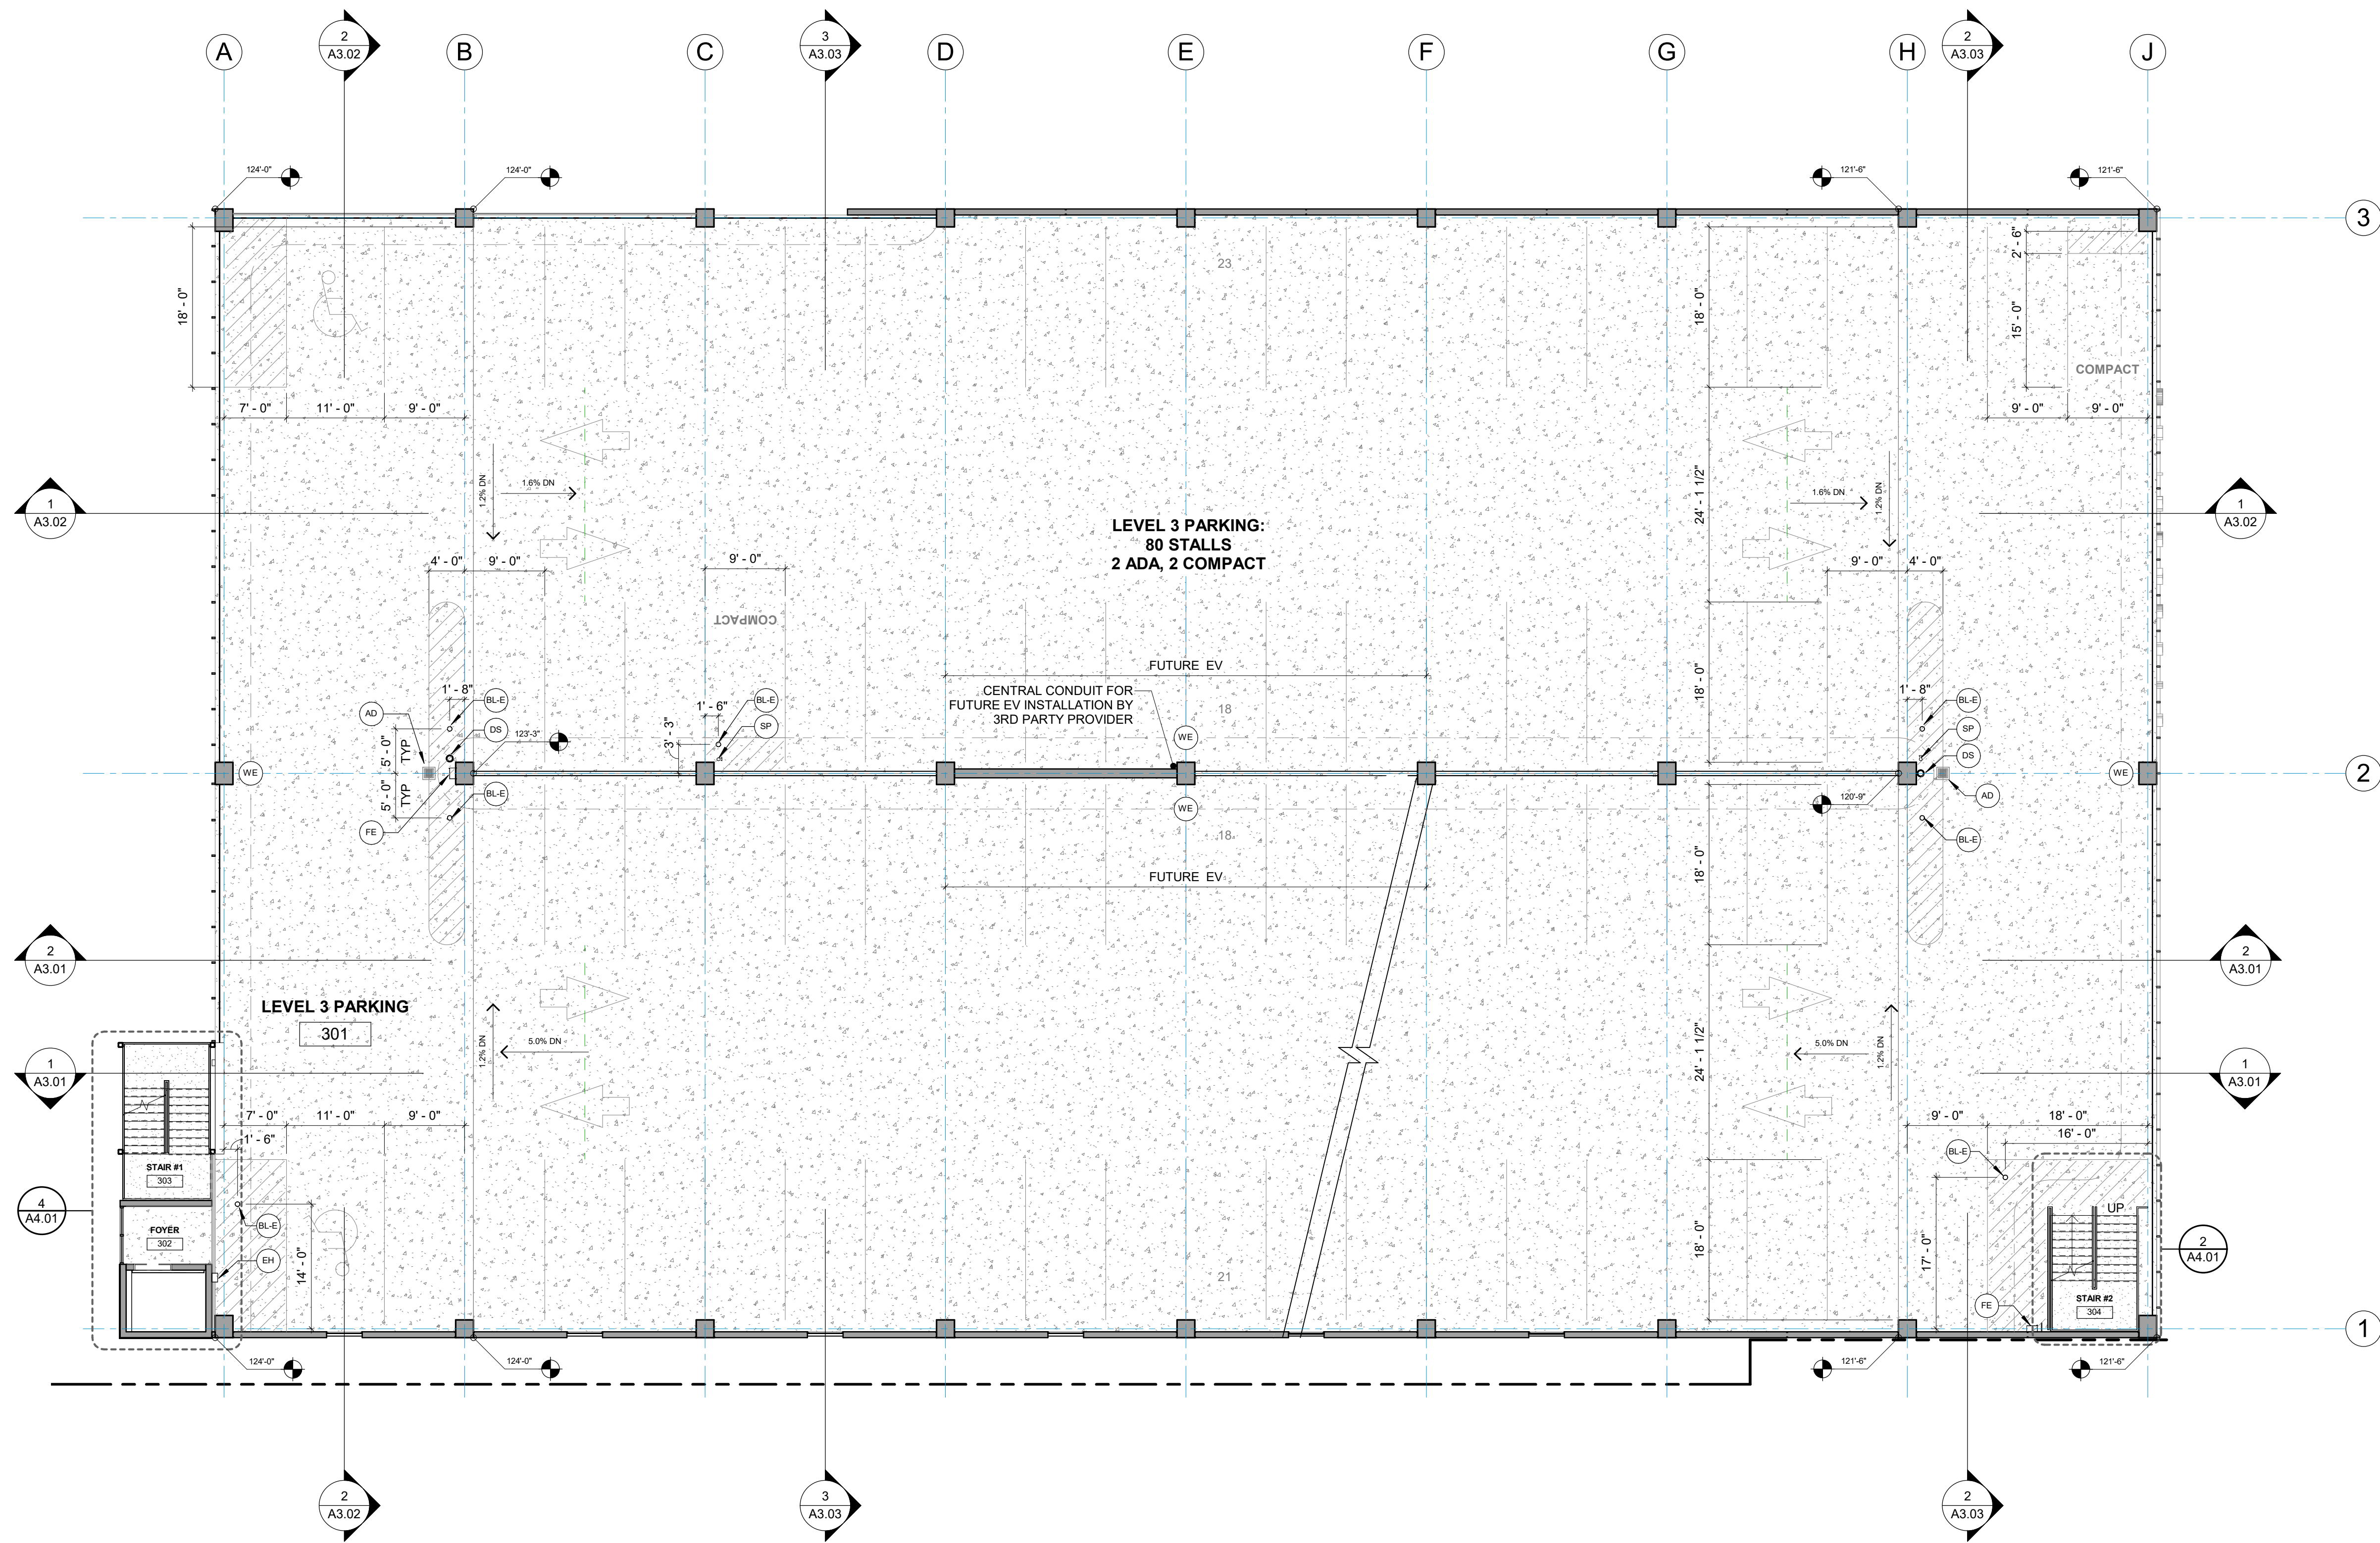 2
A3.02
3
A3.03
2
A3.03
A
B
C
D
E
F
G
H
J
124'-0"
124'-0"
121'-6"
121'-6"
3
23
18' - 0"
18' - 0"
2' - 6"
15' - 0"
COMPACT
7' - 0"
11' - 0"
9' - 0"
9' - 0"
9' - 0"
1
A3.02
1.2% DN
1.6% DN
24' - 1 1/2"
1.6% DN
1.2% DN
1
A3.02
LEVEL 3 PARKING:
80 STALLS
2 ADA, 2 COMPACT
4' - 0"
9' - 0"
9' - 0"
9' - 0"
4' - 0"
COMPACT
FUTURE EV
18' - 0"
CENTRAL CONDUIT FOR
FUTURE EV INSTALLATION BY
3RD PARTY PROVIDER
18
1' - 8"
BL-E
AD
DS
123'-3"
5' - 0"
TYP
1' - 6"
BL-E
3' - 3"
SP
WE
1' - 8"
BL-E
SP
DS
WE
WE
2
5' - 0"
TYP
BL-E
FE
WE
18
120'-9"
AD
BL-E
18' - 0"
FUTURE EV
2
A3.01
2
A3.01
LEVEL 3 PARKING
301
1.2% DN
5.0% DN
24' - 1 1/2"
5.0% DN
1.2% DN
1
A3.01
1
A3.01
7' - 0"
11' - 0"
9' - 0"
1' - 6"
9' - 0"
18' - 0"
16' - 0"
BL-E
STAIR #1
303
4
A4.01
FOYER
302
BL-E
EH
14' - 0"
21
18' - 0"
17' - 0"
UP
2
A4.01
FE
STAIR #2
304
1
124'-0"
124'-0"
121'-6"
121'-6"
2
A3.02
3
A3.03
2
A3.03